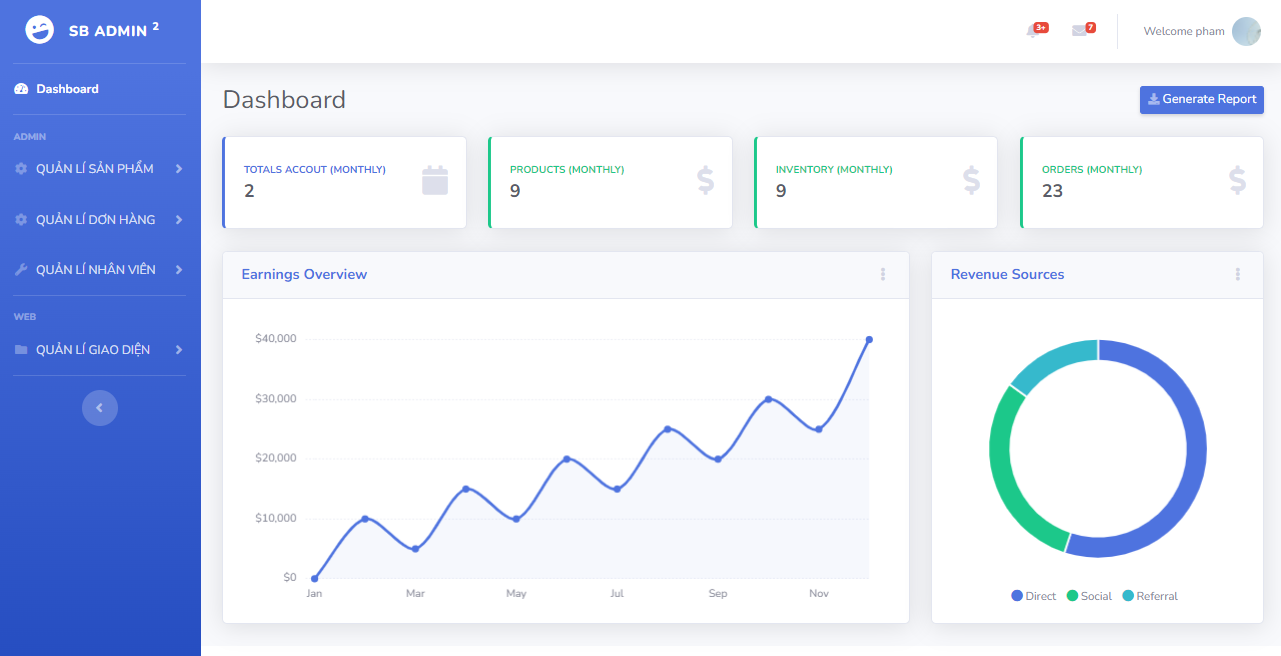 SB ADMIN 2
3+
7
Welcome pham
Dashboard
ADMIN
QUẢN LÍ SẢN PHẨM
QUẢN LÍ DƠN HÀNG
QUẢN LÍ NHÂN VIÊN
WEB
QUẢN LÍ GIAO DIỆN
Dashboard
Generate Report
TOTALS ACCOUT (MONTHLY)
2
PRODUCTS (MONTHLY)
9
INVENTORY (MONTHLY)
9
ORDERS (MONTHLY)
23
Earnings Overview
$40,000
$30,000
$20,000
$10,000
$0
Jan Mar May Jul Sep Nov
Revenue Sources
Direct Social Referral